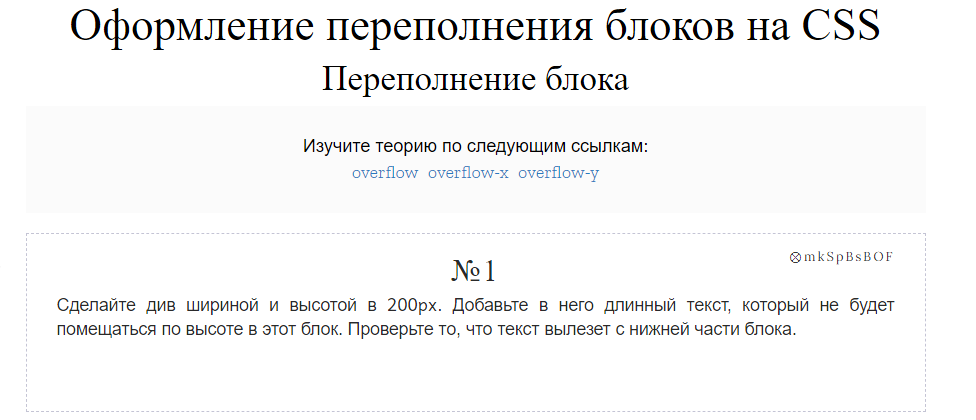 Оформление переполнения блоков на CSS
Переполнение блока
Изучите теорию по следующим ссылкам:
overflow overflow-x overflow-y
⊗mkSpBsBOF
№1
Сделайте див шириной и высотой в 200px. Добавьте в него длинный текст, который не будет
помещаться по высоте в этот блок. Проверьте то, что текст вылезет с нижней части блока.